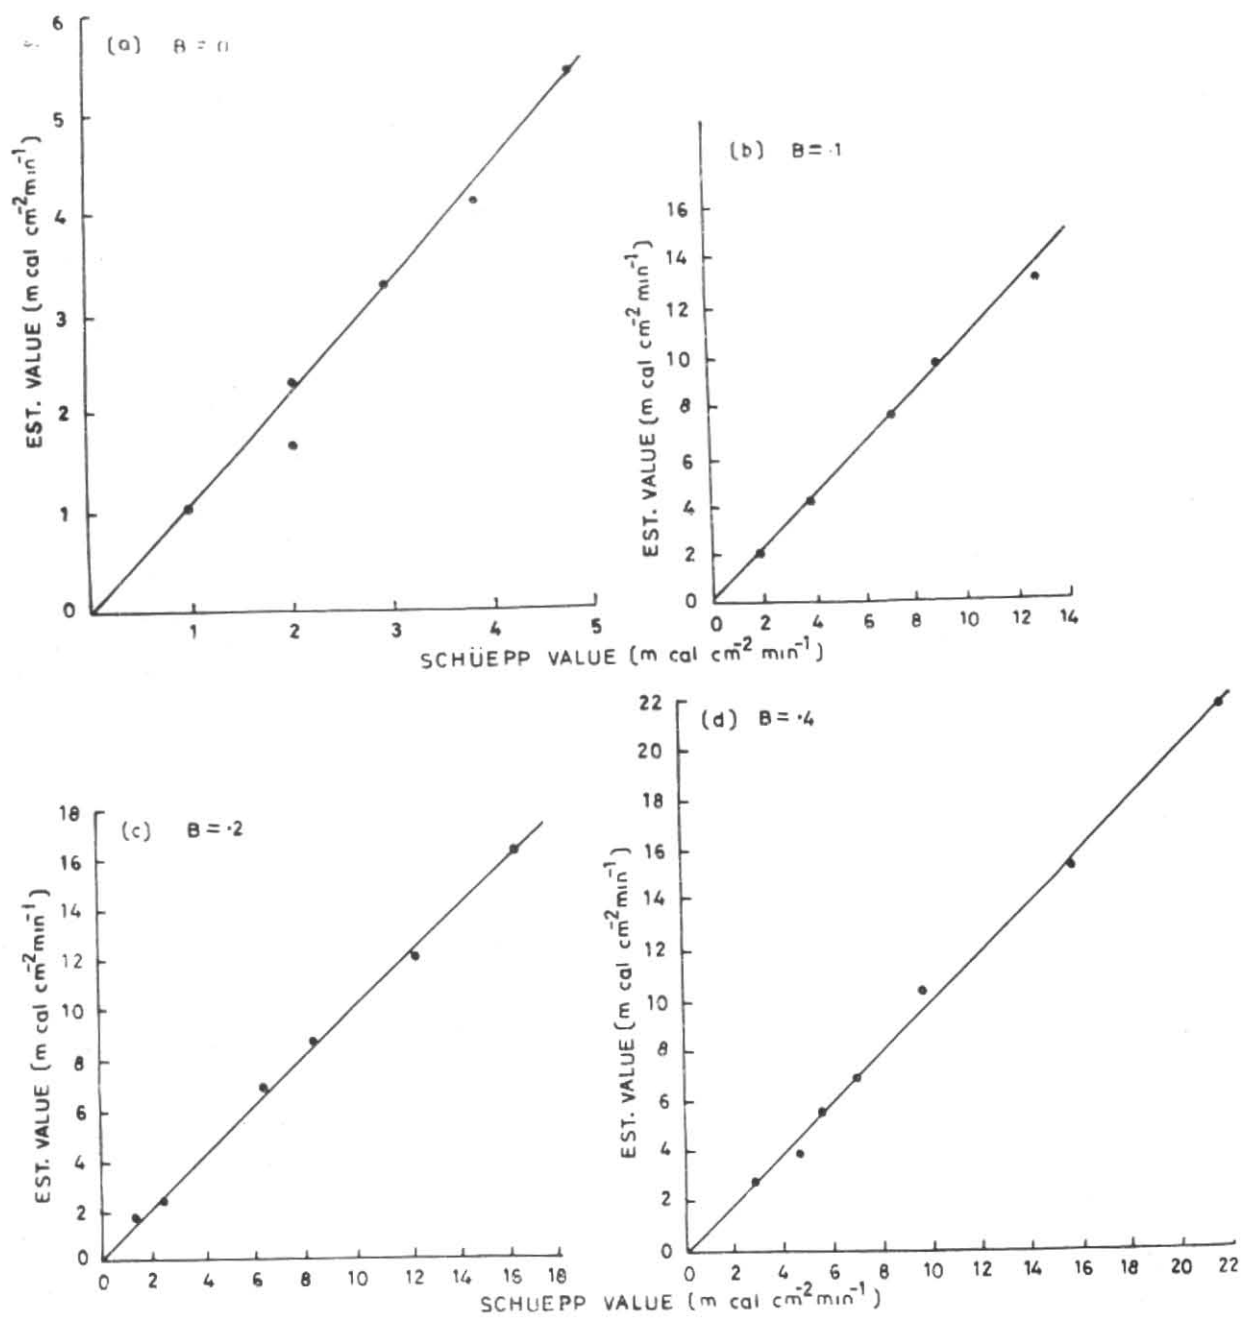 (a) B = 0
6
5
4
3
2
1
0
EST. VALUE (m cal cm⁻² min⁻¹)
1 2 3 4 5
(b) B = ·1
16
14
12
10
8
6
4
2
0
EST. VALUE (m cal cm⁻² min⁻¹)
0 2 4 6 8 10 12 14
SCHÜEPP VALUE (m cal cm⁻² min⁻¹)
(c) B = ·2
18
16
14
12
10
8
6
4
2
0
EST. VALUE (m cal cm⁻² min⁻¹)
0 2 4 6 8 10 12 14 16 18
(d) B = ·4
22
20
18
16
14
12
10
8
6
4
2
0
EST. VALUE (m cal cm⁻² min⁻¹)
0 2 4 6 8 10 12 14 16 18 20 22
SCHUEPP VALUE (m cal cm⁻² min⁻¹)